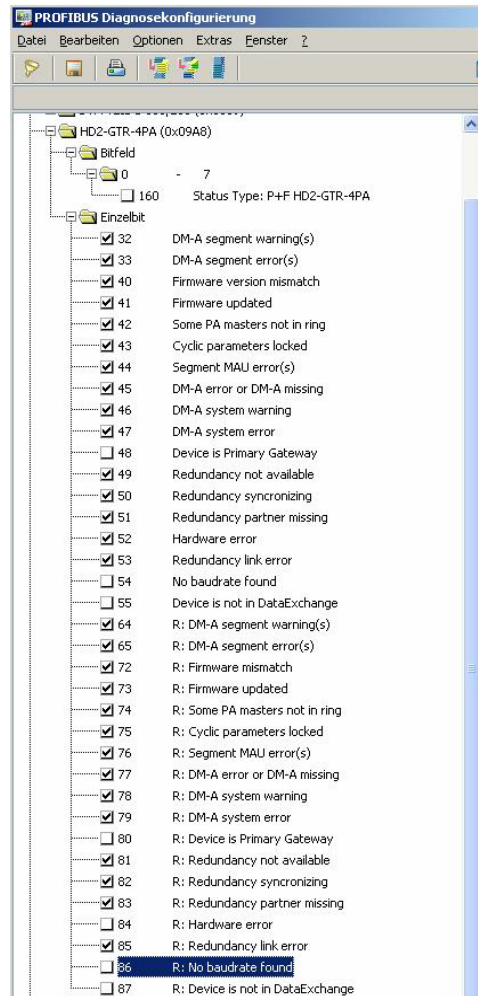 PROFIBUS Diagnosekonfigurierung
Datei Bearbeiten Optionen Extras Fenster ?
HD2-GTR-4PA (0x09A8)
Bitfeld
0 - 7
160 Status Type: P+F HD2-GTR-4PA
Einzelbit
32 DM-A segment warning(s)
33 DM-A segment error(s)
40 Firmware version mismatch
41 Firmware updated
42 Some PA masters not in ring
43 Cyclic parameters locked
44 Segment MAU error(s)
45 DM-A error or DM-A missing
46 DM-A system warning
47 DM-A system error
48 Device is Primary Gateway
49 Redundancy not available
50 Redundancy syncronizing
51 Redundancy partner missing
52 Hardware error
53 Redundancy link error
54 No baudrate found
55 Device is not in DataExchange
64 R: DM-A segment warning(s)
65 R: DM-A segment error(s)
72 R: Firmware mismatch
73 R: Firmware updated
74 R: Some PA masters not in ring
75 R: Cyclic parameters locked
76 R: Segment MAU error(s)
77 R: DM-A error or DM-A missing
78 R: DM-A system warning
79 R: DM-A system error
80 R: Device is Primary Gateway
81 R: Redundancy not available
82 R: Redundancy syncronizing
83 R: Redundancy partner missing
84 R: Hardware error
85 R: Redundancy link error
86 R: No baudrate found
87 R: Device is not in DataExchange